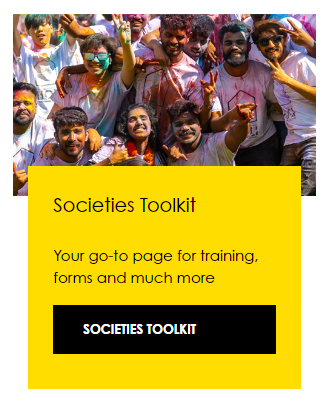 Societies Toolkit
Your go-to page for training,
forms and much more
SOCIETIES TOOLKIT